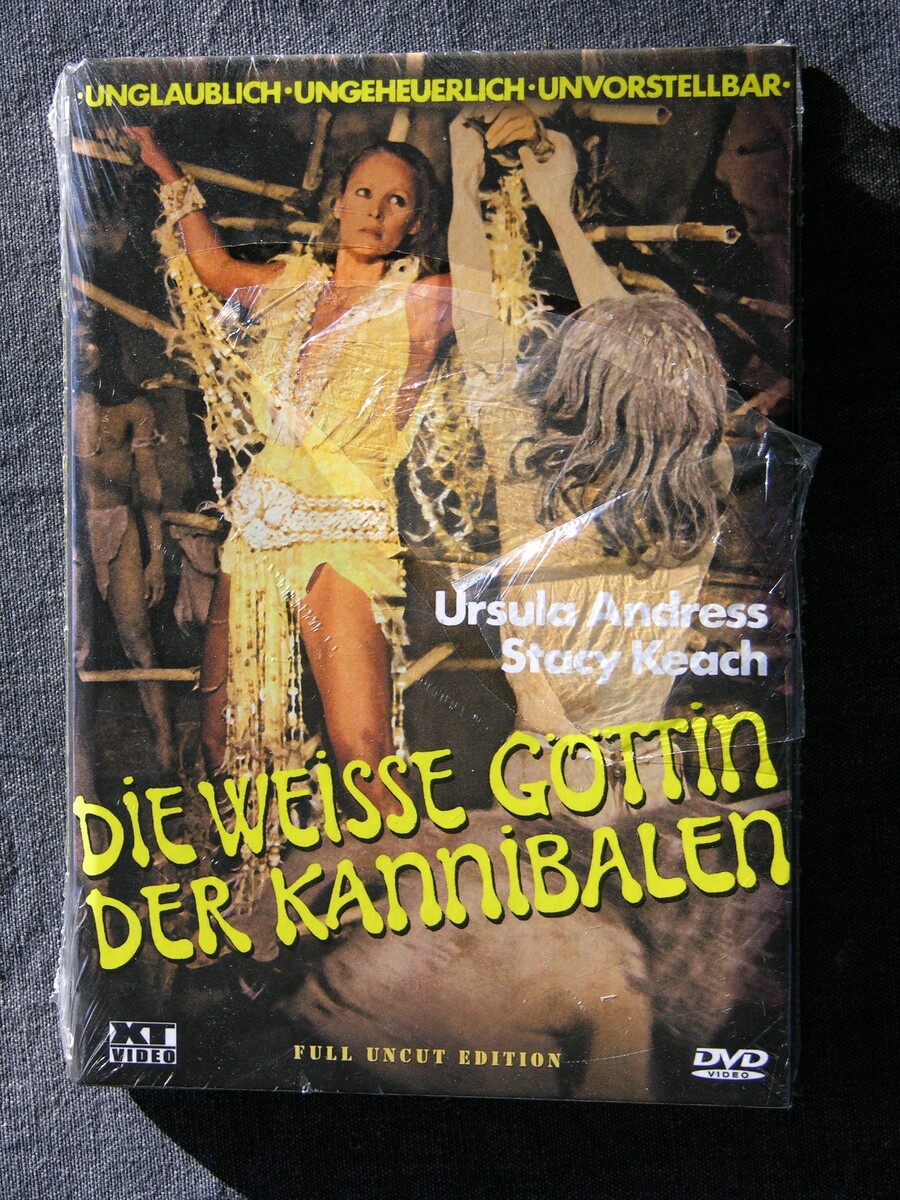 ·UNGLAUBLICH·UNGEHEUERLICH·UNVORSTELLBAR·
Ursula Andress
Stacy Keach
DiE WEiSSE GÖTTiN
DER KANNiBALEN
XT
VIDEO
FULL UNCUT EDITION
DVD
VIDEO